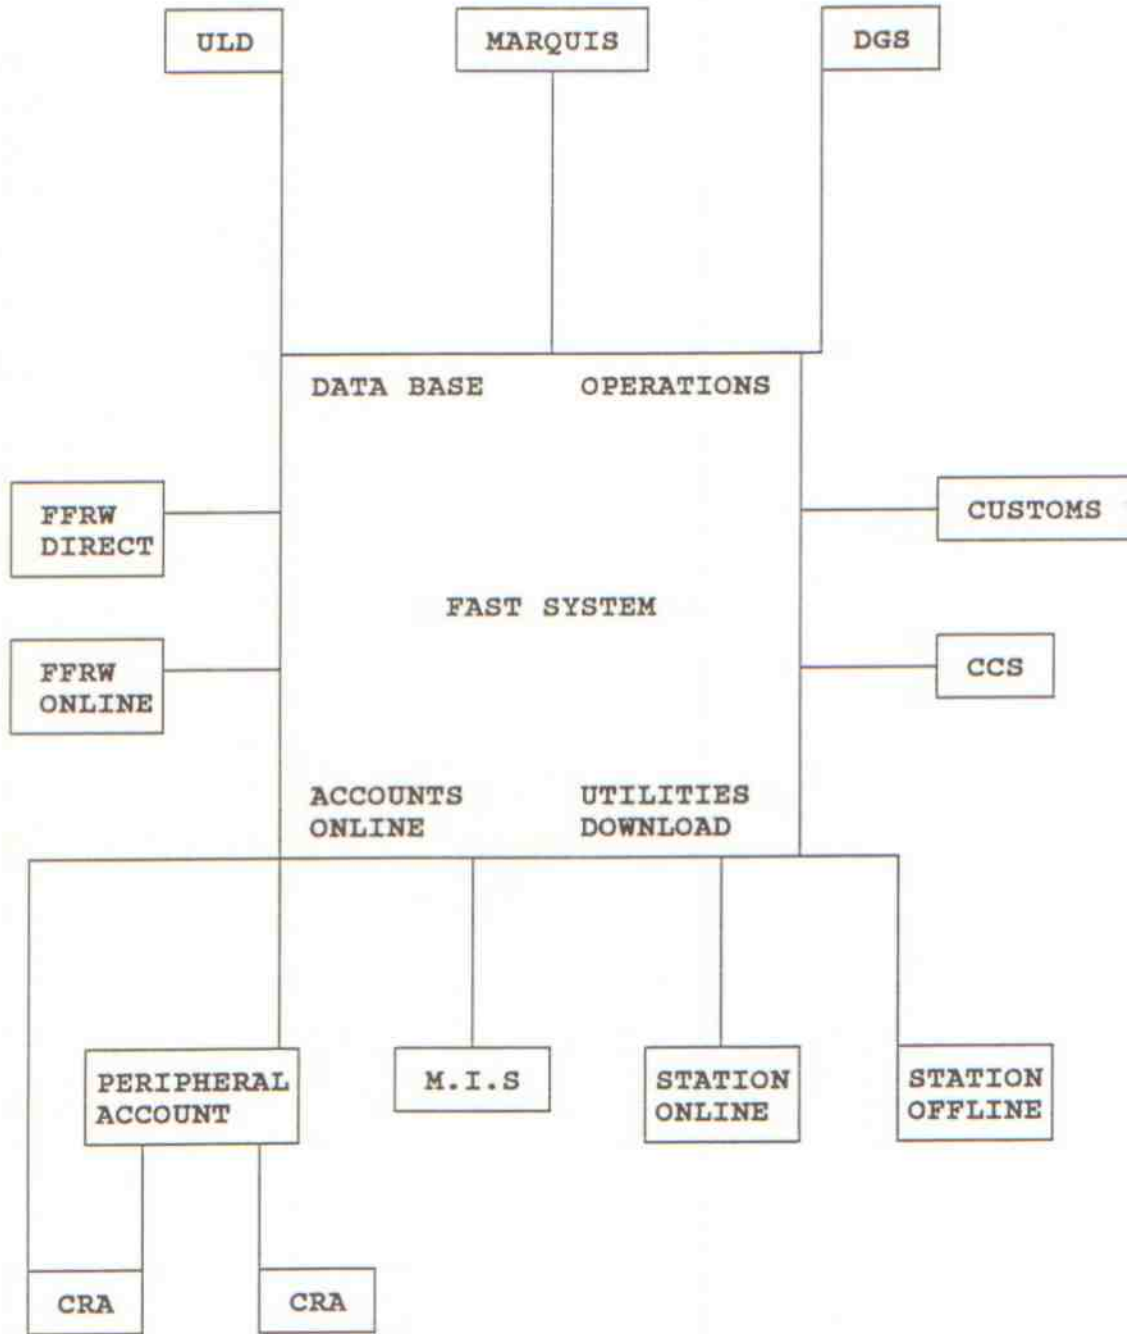 ULD
MARQUIS
DGS
DATA BASE
OPERATIONS
FFRW
DIRECT
CUSTOMS
FAST SYSTEM
FFRW
ONLINE
CCS
ACCOUNTS
ONLINE
UTILITIES
DOWNLOAD
PERIPHERAL
ACCOUNT
M.I.S
STATION
ONLINE
STATION
OFFLINE
CRA
CRA